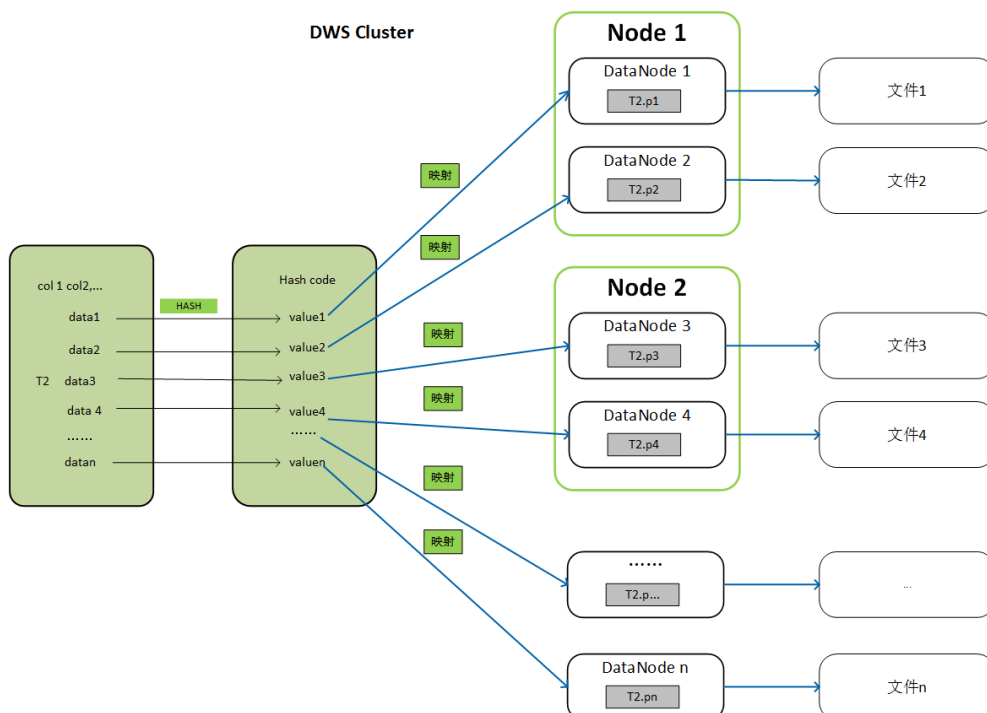 DWS Cluster
Node 1
DataNode 1
T2.p1
文件1
DataNode 2
T2.p2
文件2
映射
映射
col 1 col2,...
HASH
Hash code
data1
value1
data2
value2
T2 data3
value3
data 4
value4
……
……
datan
valuen
Node 2
DataNode 3
T2.p3
文件3
映射
映射
DataNode 4
T2.p4
文件4
映射
映射
……
T2.p...
...
DataNode n
T2.pn
文件n